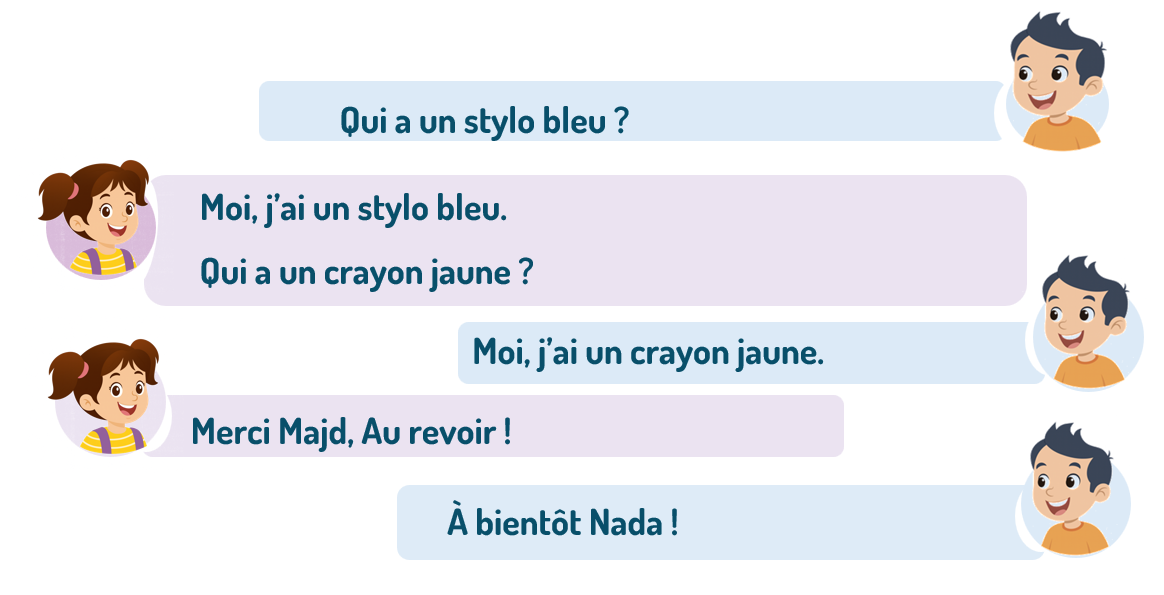 Qui a un stylo bleu ?
Moi, j'ai un stylo bleu.
Qui a un crayon jaune ?
Moi, j'ai un crayon jaune.
Merci Majd, Au revoir !
À bientôt Nada !